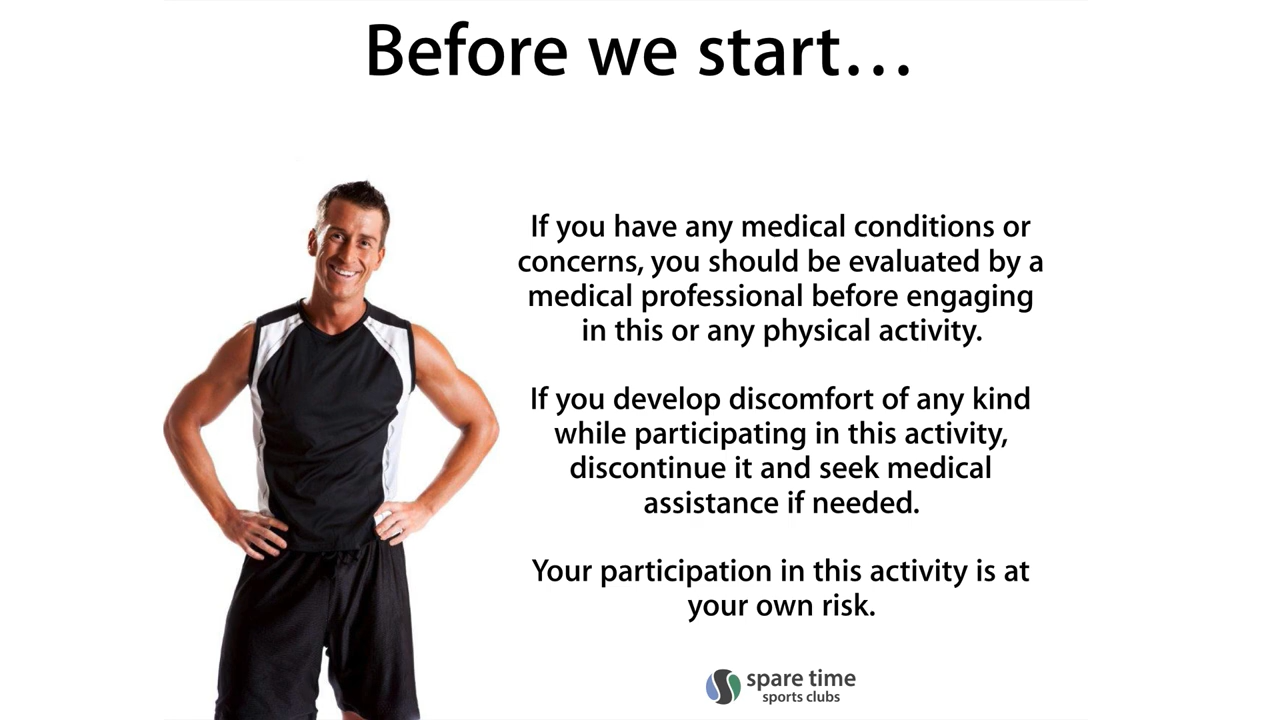 Before we start…
If you have any medical conditions or
concerns, you should be evaluated by a
medical professional before engaging
in this or any physical activity.
If you develop discomfort of any kind
while participating in this activity,
discontinue it and seek medical
assistance if needed.
Your participation in this activity is at
your own risk.
spare time
sports clubs